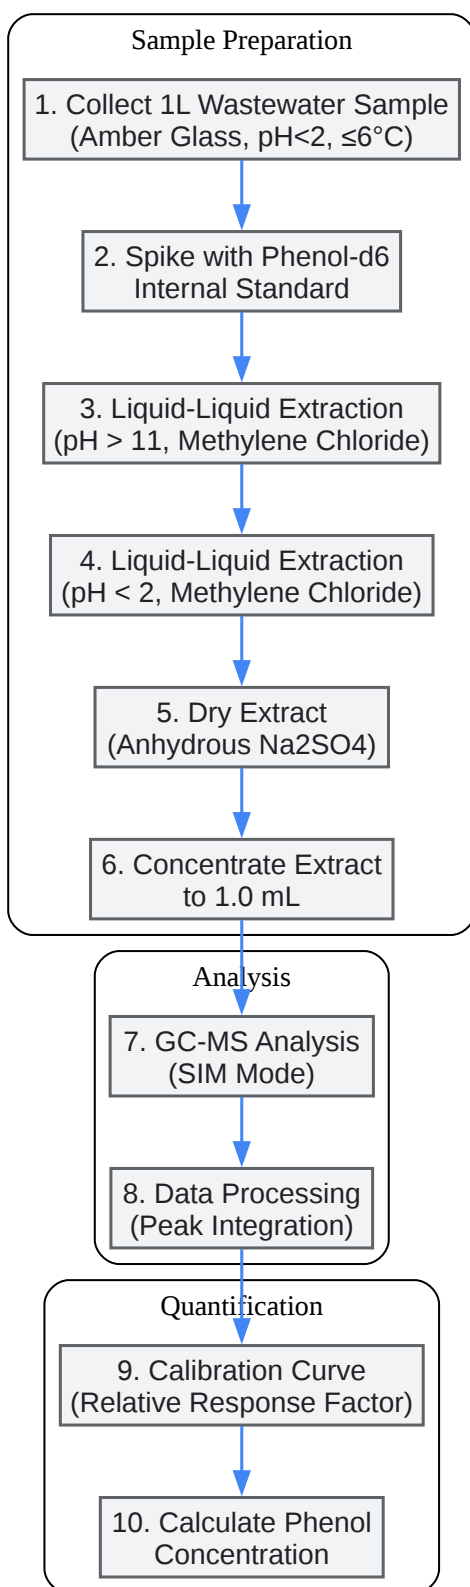 Sample Preparation
1. Collect 1L Wastewater Sample
(Amber Glass, pH<2, ≤6°C)
2. Spike with Phenol-d6
Internal Standard
3. Liquid-Liquid Extraction
(pH > 11, Methylene Chloride)
4. Liquid-Liquid Extraction
(pH < 2, Methylene Chloride)
5. Dry Extract
(Anhydrous Na2SO4)
6. Concentrate Extract
to 1.0 mL
Analysis
7. GC-MS Analysis
(SIM Mode)
8. Data Processing
(Peak Integration)
Quantification
9. Calibration Curve
(Relative Response Factor)
10. Calculate Phenol
Concentration